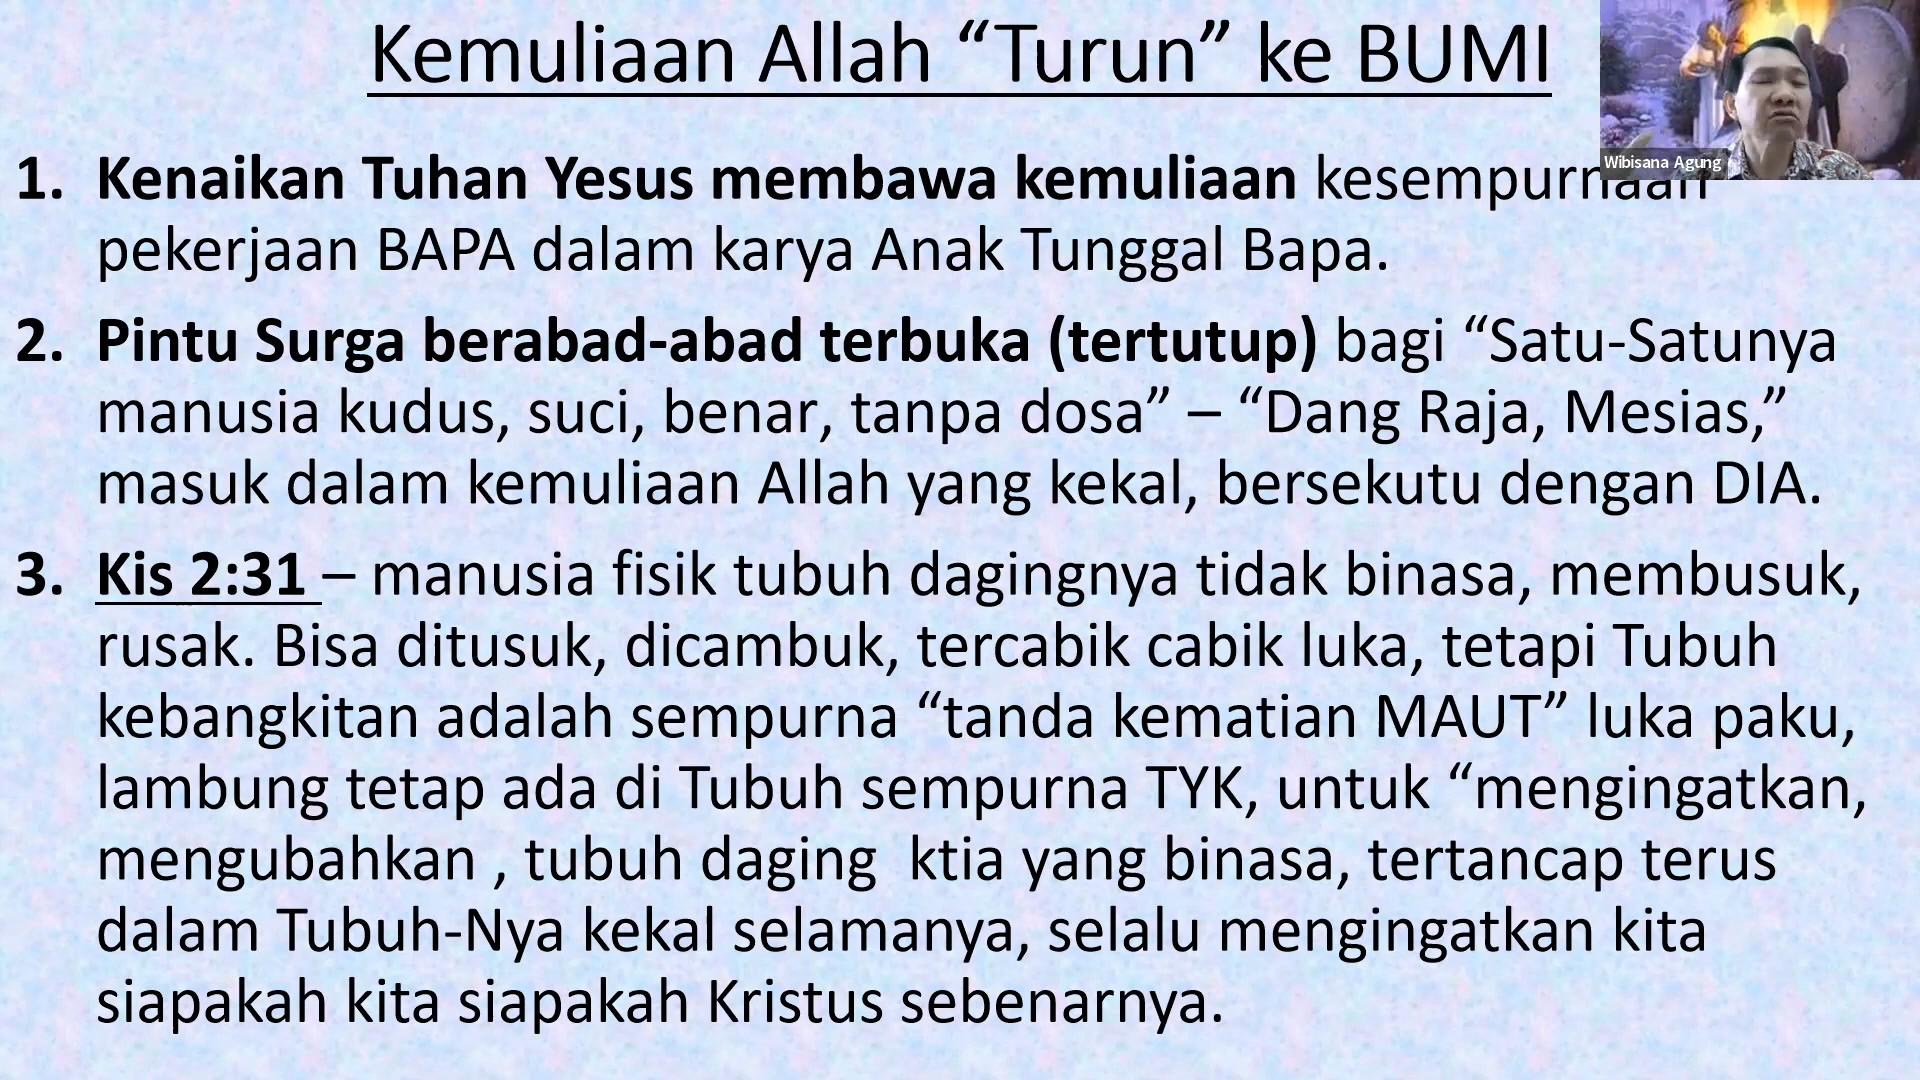 Kemuliaan Allah “Turun” ke BUMI
Wibisana Agung
1. Kenaikan Tuhan Yesus membawa kemuliaan kesempurnaan
pekerjaan BAPA dalam karya Anak Tunggal Bapa.
2. Pintu Surga berabad-abad terbuka (tertutup) bagi “Satu-Satunya
manusia kudus, suci, benar, tanpa dosa” – “Dang Raja, Mesias,”
masuk dalam kemuliaan Allah yang kekal, bersekutu dengan DIA.
3. Kis 2:31 – manusia fisik tubuh dagingnya tidak binasa, membusuk,
rusak. Bisa ditusuk, dicambuk, tercabik cabik luka, tetapi Tubuh
kebangkitan adalah sempurna “tanda kematian MAUT” luka paku,
lambung tetap ada di Tubuh sempurna TYK, untuk “mengingatkan,
mengubahkan , tubuh daging  ktia yang binasa, tertancap terus
dalam Tubuh-Nya kekal selamanya, selalu mengingatkan kita
siapakah kita siapakah Kristus sebenarnya.